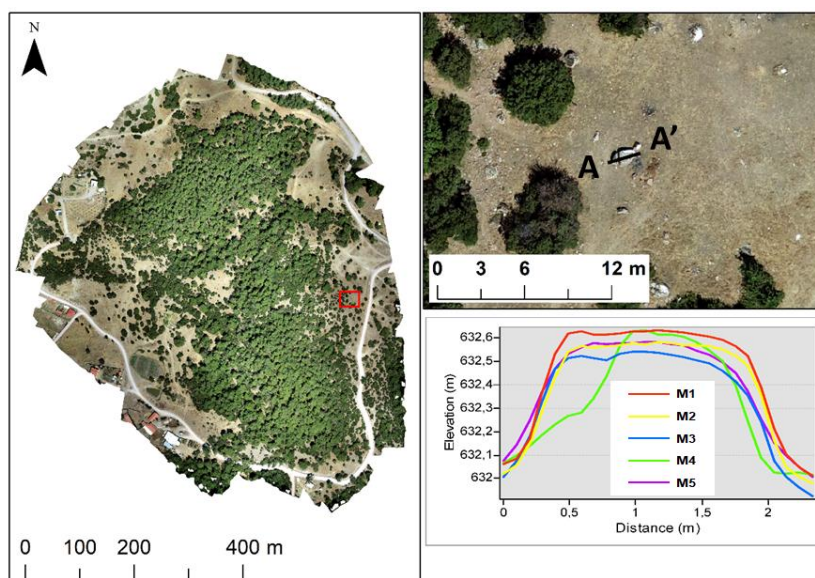 N
0 100 200 400 m
A A'
0 3 6 12 m
Elevation (m)
632,6
632,5
632,4
632,3
632,2
632,1
632
M1
M2
M3
M4
M5
0 0,5 1 1,5 2
Distance (m)